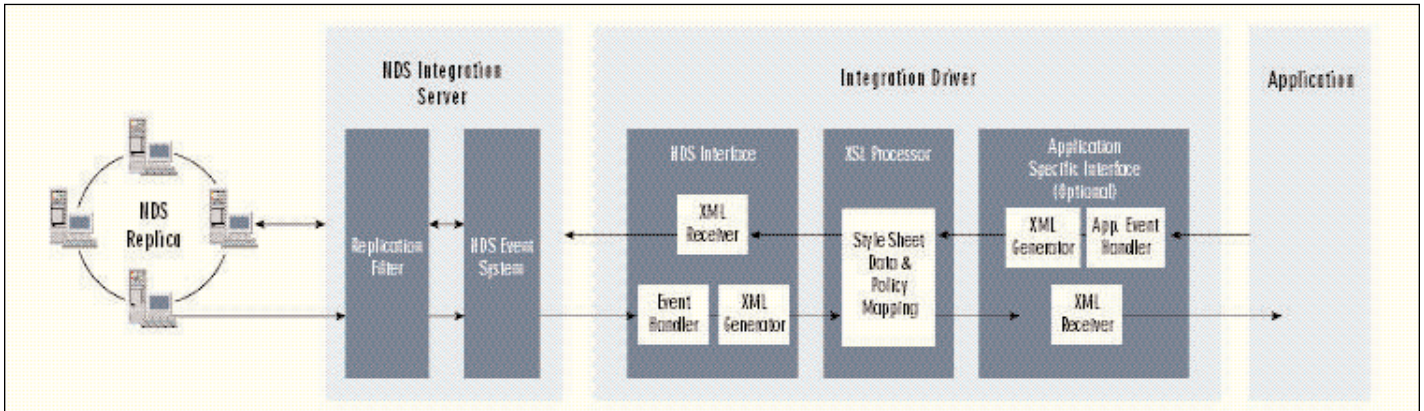 NDS Integration
Server
Integration Driver
Application
NDS
Replica
Replication
Filter
NDS Event
System
NDS Interface
XML
Receiver
Event
Handler
XML
Generator
XSL Processor
Style Sheet
Data &
Policy
Mapping
Application
Specific Interface
(Optional)
XML
Generator
App. Event
Handler
XML
Receiver